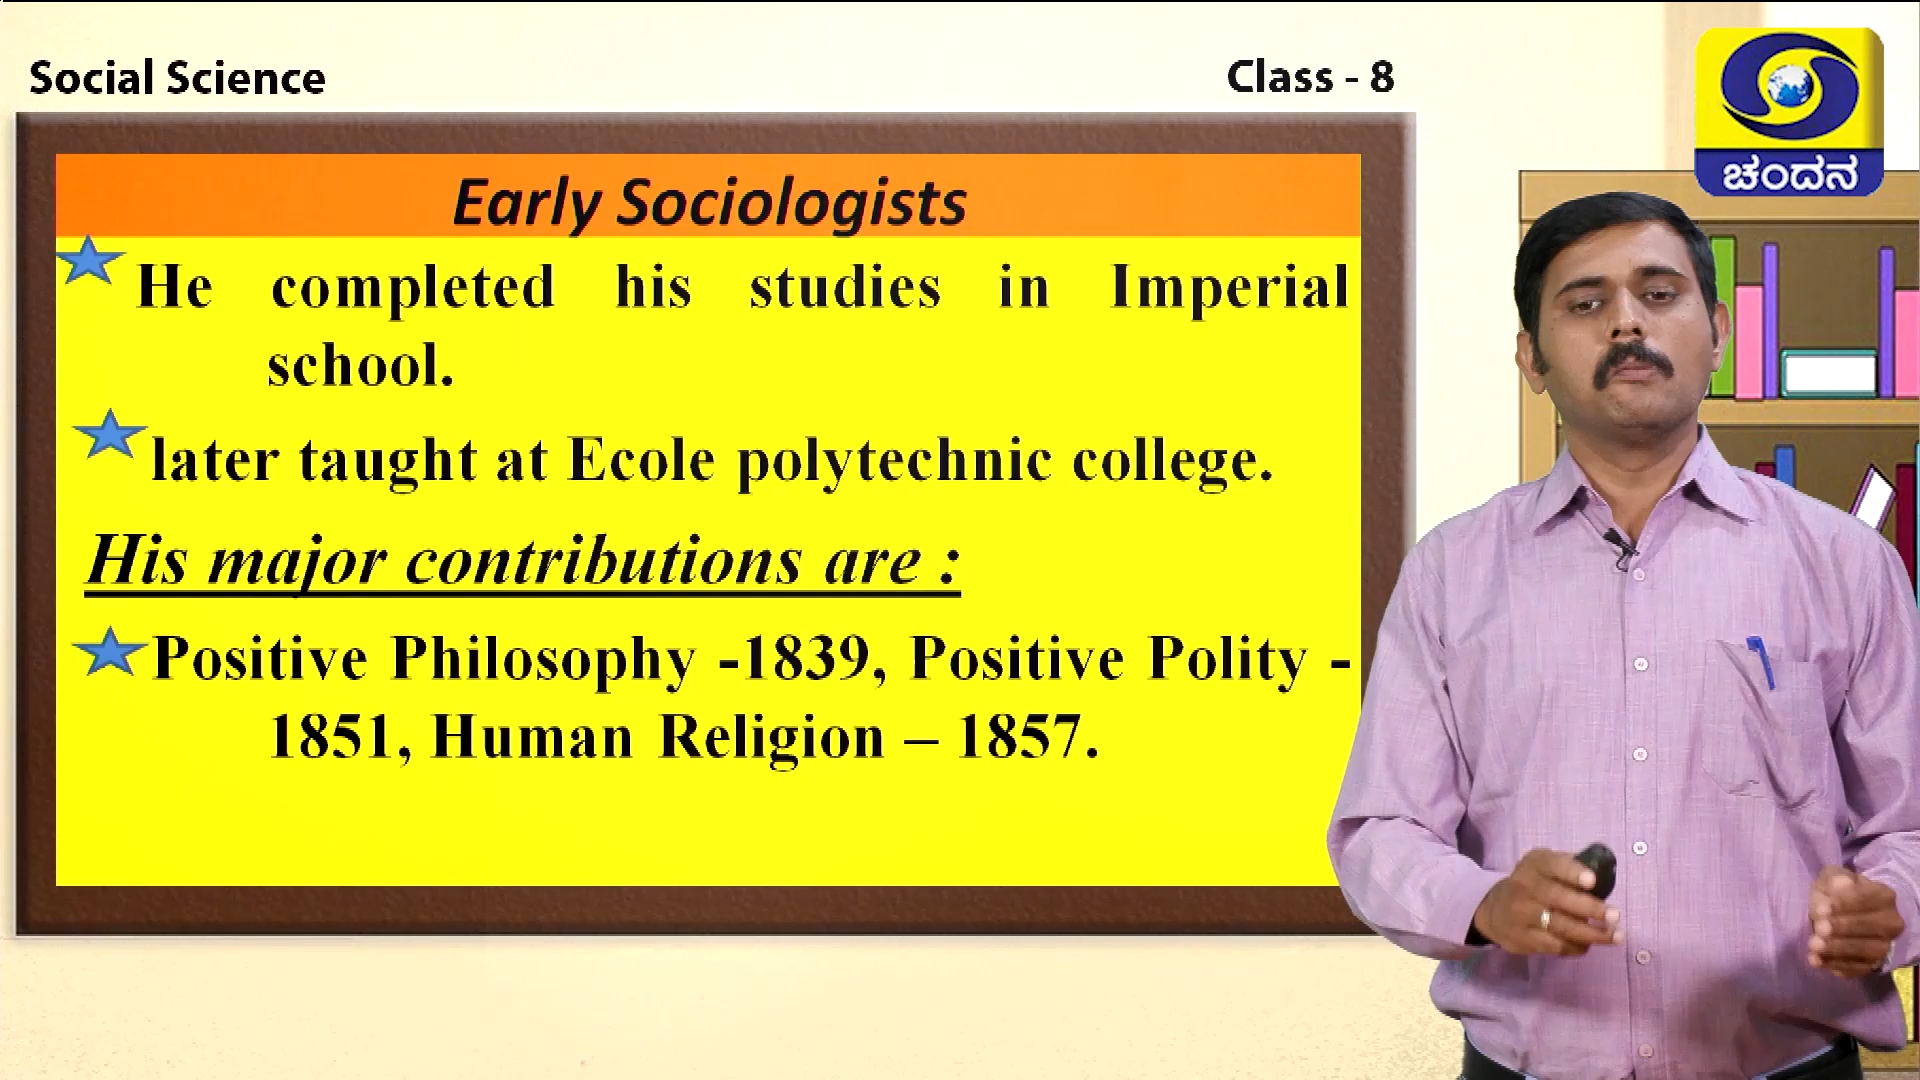 Social Science
Class - 8
ಚಂದನ
Early Sociologists
He completed his studies in Imperial
school.
later taught at Ecole polytechnic college.
His major contributions are :
Positive Philosophy -1839, Positive Polity -
1851, Human Religion – 1857.